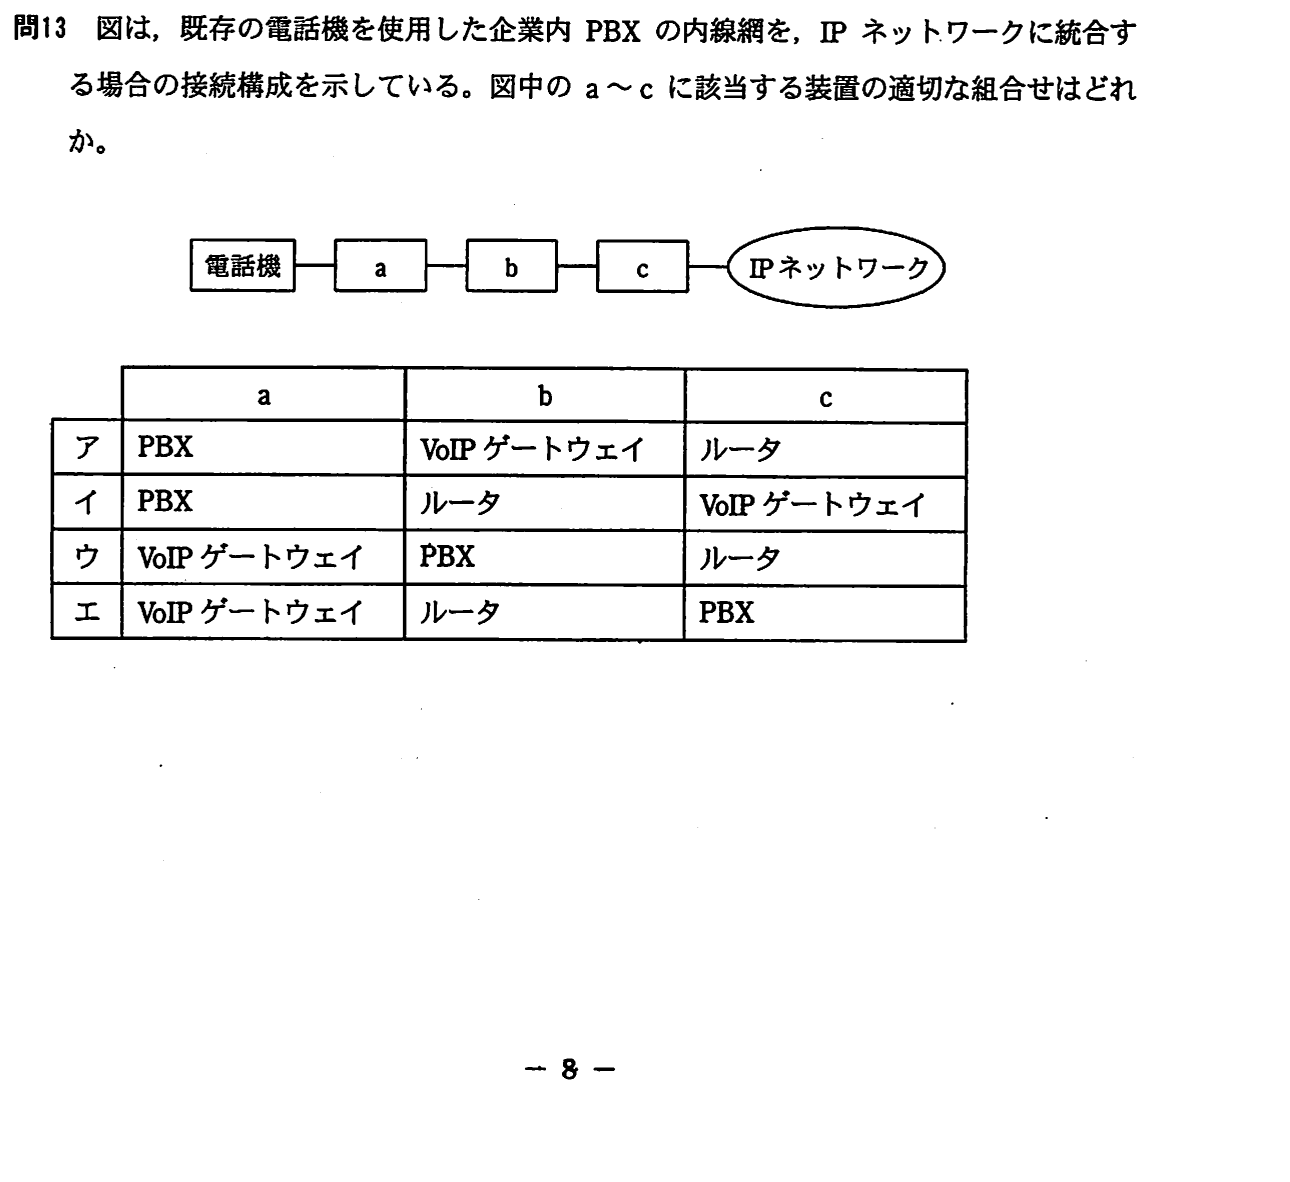 問13 図は，既存の電話機を使用した企業内 PBX の内線網を，IP ネットワークに統合す
る場合の接続構成を示している。図中の a～c に該当する装置の適切な組合せはどれ
か。
電話機 a b c IPネットワーク
a b c
ア PBX VoIP ゲートウェイ ルータ
イ PBX ルータ VoIP ゲートウェイ
ウ VoIP ゲートウェイ PBX ルータ
エ VoIP ゲートウェイ ルータ PBX
－ 8 －